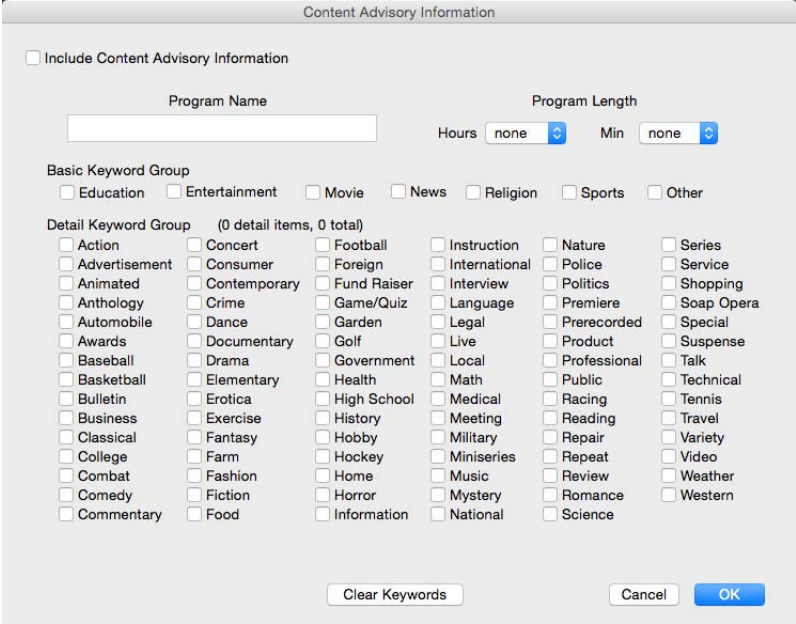 Content Advisory Information
Include Content Advisory Information
Program Name Program Length
Hours none Min none
Basic Keyword Group
Education Entertainment Movie News Religion Sports Other
Detail Keyword Group (0 detail items, 0 total)
Action Concert Football Instruction Nature Series
Advertisement Consumer Foreign International Police Service
Animated Contemporary Fund Raiser Interview Politics Shopping
Anthology Crime Game/Quiz Language Premiere Soap Opera
Automobile Dance Garden Legal Prerecorded Special
Awards Documentary Golf Live Product Suspense
Baseball Drama Government Local Professional Talk
Basketball Elementary Health Math Public Technical
Bulletin Erotica High School Medical Racing Tennis
Business Exercise History Meeting Reading Travel
Classical Fantasy Hobby Military Repair Variety
College Farm Hockey Miniseries Repeat Video
Combat Fashion Home Music Review Weather
Comedy Fiction Horror Mystery Romance Western
Commentary Food Information National Science
Clear Keywords Cancel OK